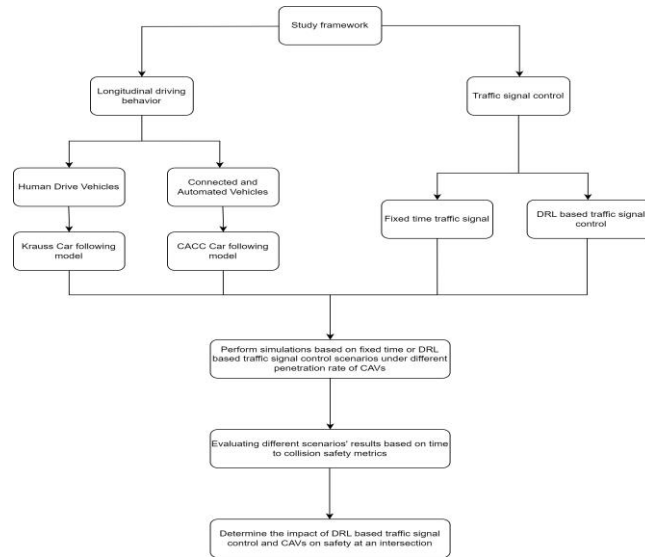 Study framework
Longitudinal driving
behavior
Traffic signal control
Human Drive Vehicles
Connected and
Automated Vehicles
Fixed time traffic signal
DRL based traffic signal
control
Krauss Car following
model
CACC Car following
model
Perform simulations based on fixed time or DRL
based traffic signal control scenarios under different
penetration rate of CAVs
Evaluating different scenarios' results based on time
to collision safety metrics
Determine the impact of DRL based traffic signal
control and CAVs on safety at an intersection